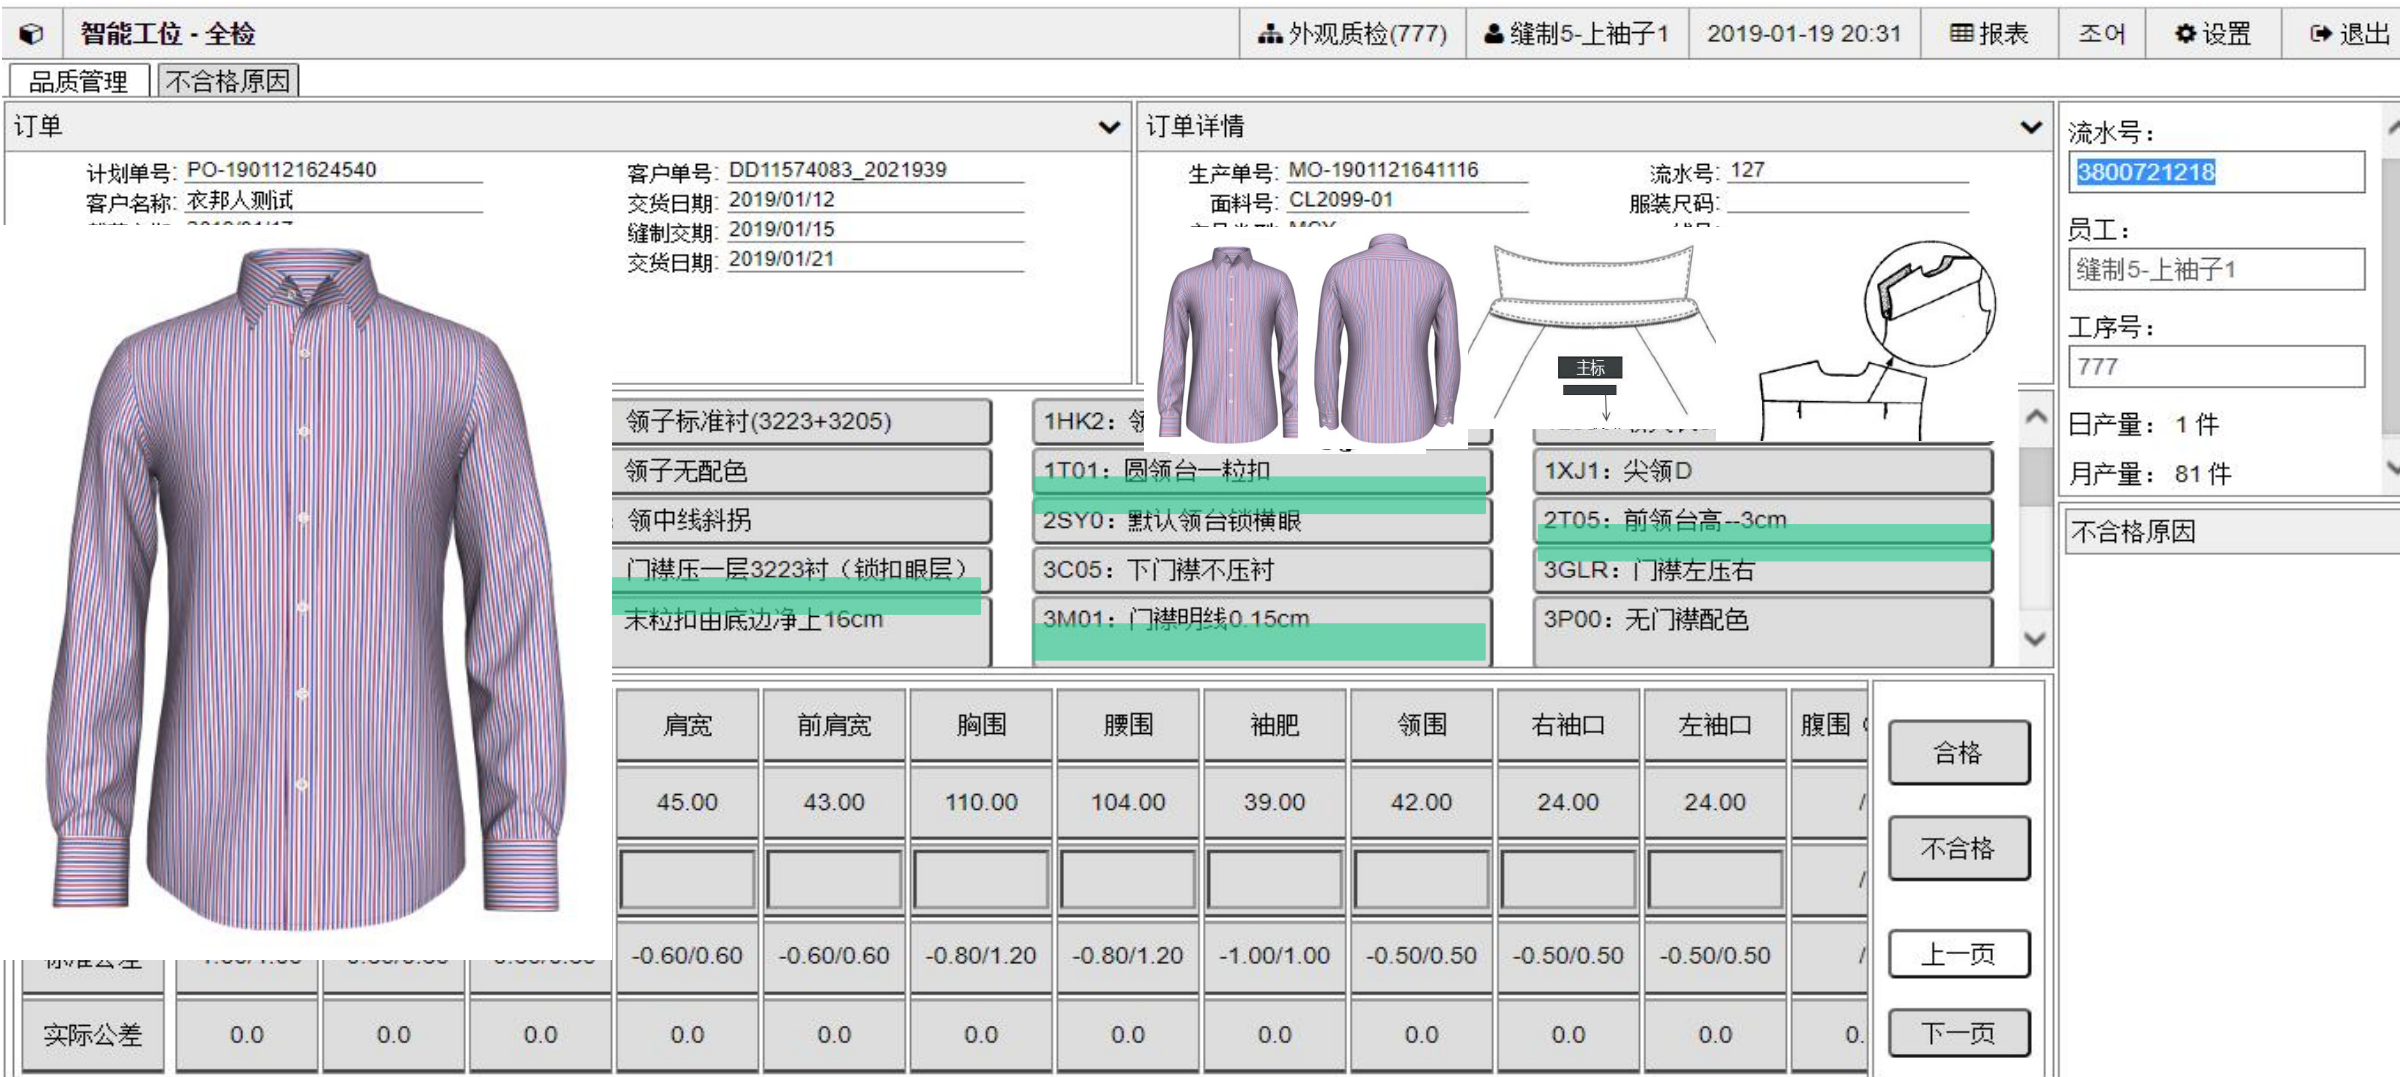 智能工位 - 全检
外观质检(777)
缝制5-上袖子1
2019-01-19 20:31
报表
조어
设置
退出
品质管理
不合格原因
订单
计划单号: PO-1901121624540
客户单号: DD11574083_2021939
客户名称: 衣邦人测试
交货日期: 2019/01/12
缝制交期: 2019/01/15
交货日期: 2019/01/21
订单详情
生产单号: MO-1901121641116
流水号: 127
面料号: CL2099-01
服装尺码:
主标
流水号：
3800721218
员工：
缝制5-上袖子1
工序号：
777
日产量： 1 件
月产量： 81 件
不合格原因
领子标准衬(3223+3205)
1HK2：
领子无配色
1T01：圆领台一粒扣
1XJ1：尖领D
领中线斜拐
2SY0：默认领台锁横眼
2T05：前领台高--3cm
门襟压一层3223衬（锁扣眼层）
3C05：下门襟不压衬
3GLR：门襟左压右
末粒扣由底边净上16cm
3M01：门襟明线0.15cm
3P00：无门襟配色
肩宽 前肩宽 胸围 腰围 袖肥 领围 右袖口 左袖口 腹围
45.00 43.00 110.00 104.00 39.00 42.00 24.00 24.00 /
/
-0.60/0.60 -0.60/0.60 -0.80/1.20 -0.80/1.20 -1.00/1.00 -0.50/0.50 -0.50/0.50 -0.50/0.50 /
实际公差 0.0 0.0 0.0 0.0 0.0 0.0 0.0 0.0 0.0 0.0 0.0 0.
合格
不合格
上一页
下一页